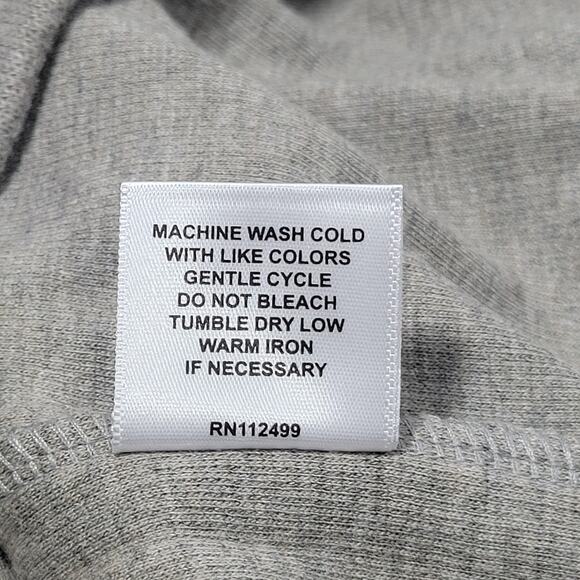 MACHINE WASH COLD
WITH LIKE COLORS
GENTLE CYCLE
DO NOT BLEACH
TUMBLE DRY LOW
WARM IRON
IF NECESSARY
RN112499